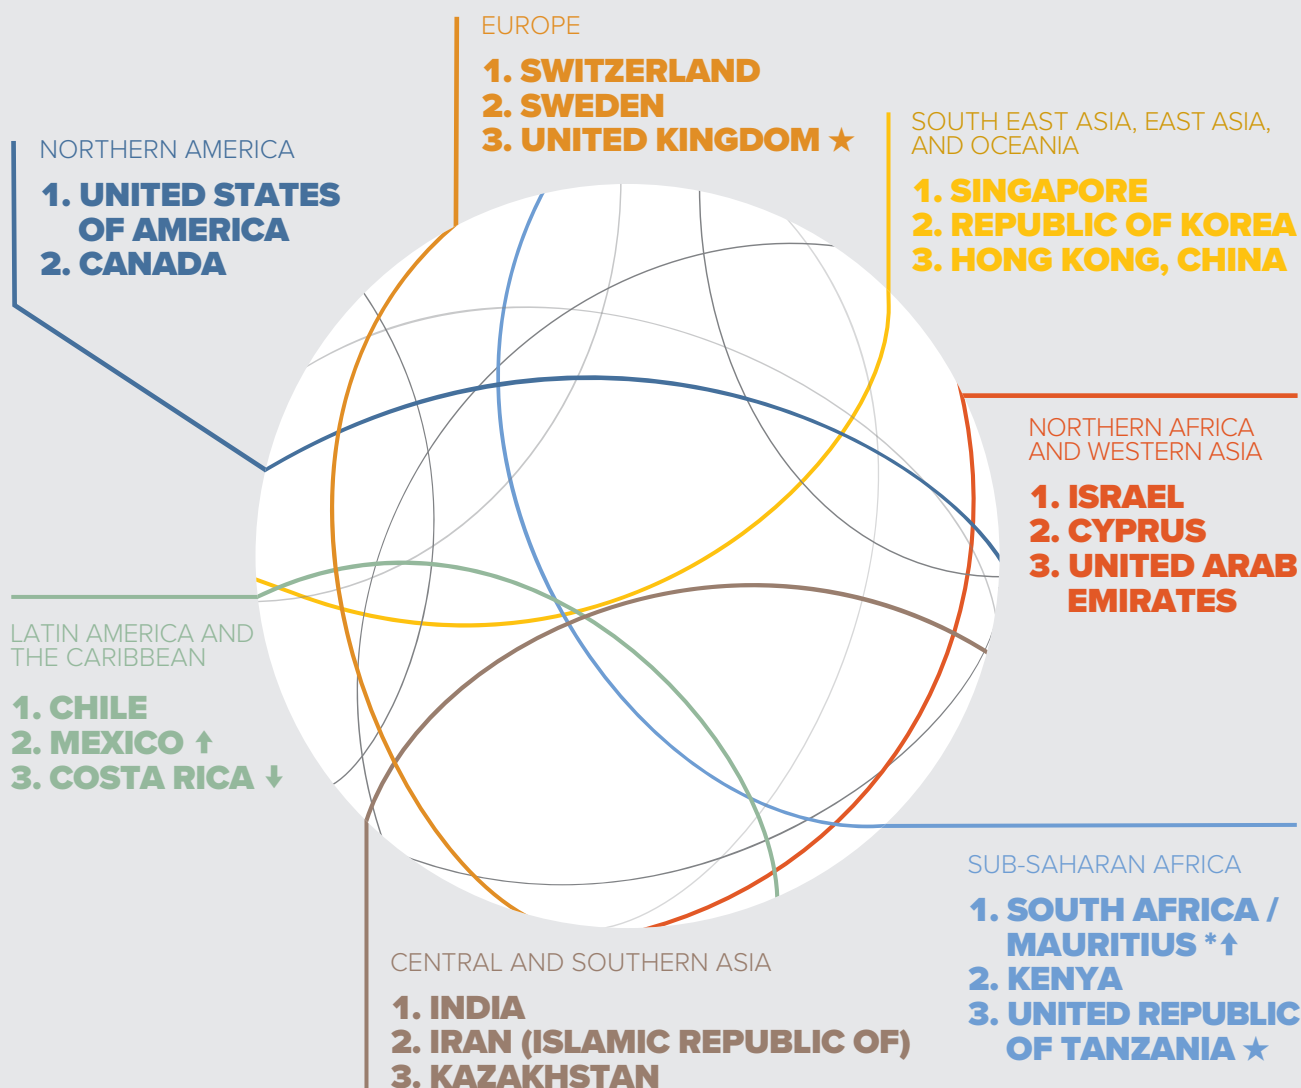 EUROPE
1. SWITZERLAND
2. SWEDEN
3. UNITED KINGDOM ★
NORTHERN AMERICA
1. UNITED STATES
OF AMERICA
2. CANADA
SOUTH EAST ASIA, EAST ASIA,
AND OCEANIA
1. SINGAPORE
2. REPUBLIC OF KOREA
3. HONG KONG, CHINA
NORTHERN AFRICA
AND WESTERN ASIA
1. ISRAEL
2. CYPRUS
3. UNITED ARAB
EMIRATES
LATIN AMERICA AND
THE CARIBBEAN
1. CHILE
2. MEXICO ↑
3. COSTA RICA ↓
SUB-SAHARAN AFRICA
1. SOUTH AFRICA /
MAURITIUS *↑
2. KENYA
3. UNITED REPUBLIC
OF TANZANIA ★
CENTRAL AND SOUTHERN ASIA
1. INDIA
2. IRAN (ISLAMIC REPUBLIC OF)
3. KAZAKHSTAN